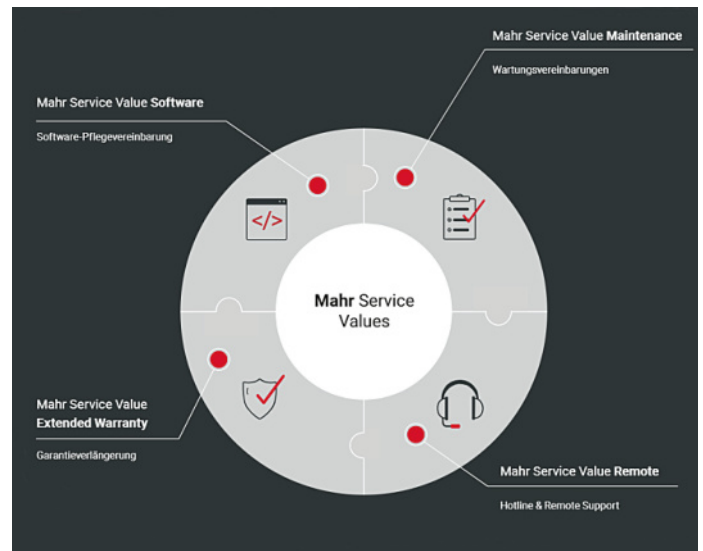 Mahr Service Value Maintenance
Wartungsvereinbarungen
Mahr Service Value Software
Software-Pflegevereinbarung
</>
Mahr Service
Values
Mahr Service Value
Extended Warranty
Garantieverlängerung
Mahr Service Value Remote
Hotline & Remote Support